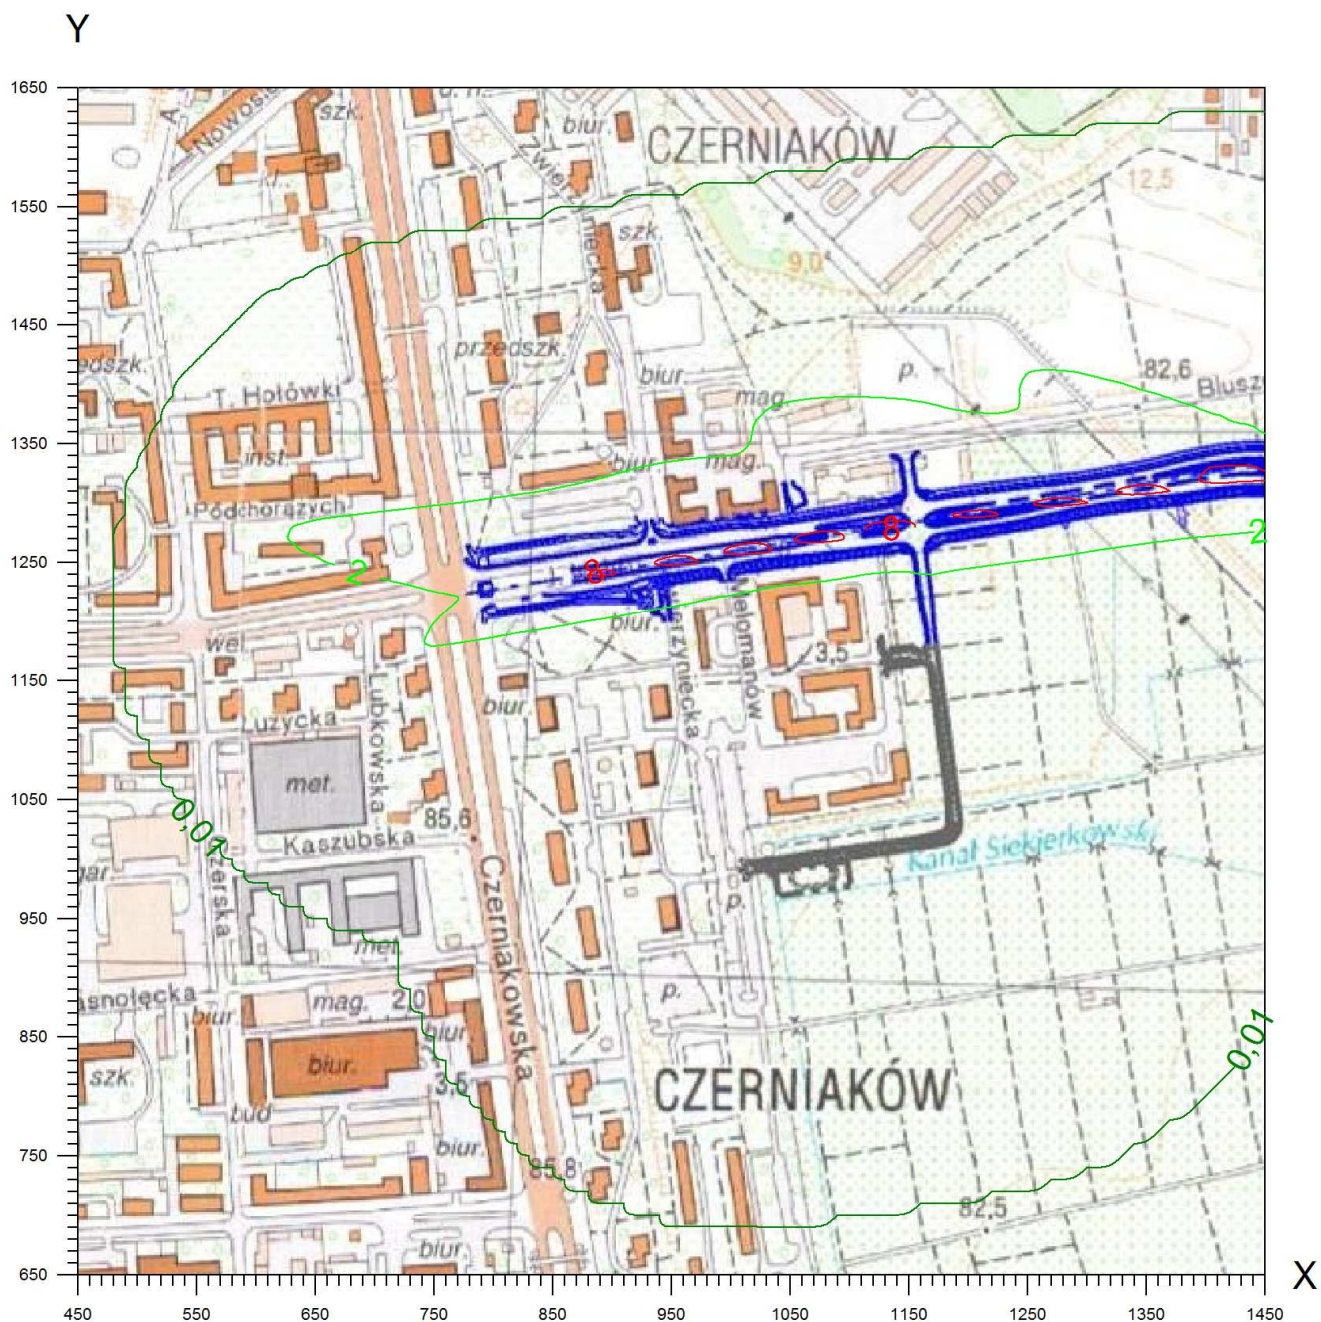 Y
1650
1550
1450
1350
1250
1150
1050
950
850
750
650
450
550
650
750
850
950
1050
1150
1250
1350
1450
X
szk.
biur.
CZERNIAKÓW
12,5
szk.
9,0
przedszk.
biur.
mag.
p.
82,6
T. Hołówki
inst.
biur.
mag.
Podchorążych
8
8
8
2
2
wel.
biur.
Wielomanów
3,5
Łużycka
Lubkowska
biur.
met.
85,6
0,01
Kaszubska
Kanał Siekierkowski
Czerniakowska
p.
met.
mag.
2,0
biur.
p.
biur.
szk.
3,5
0,01
CZERNIAKÓW
bud
biur.
85,8
82,5
biur.